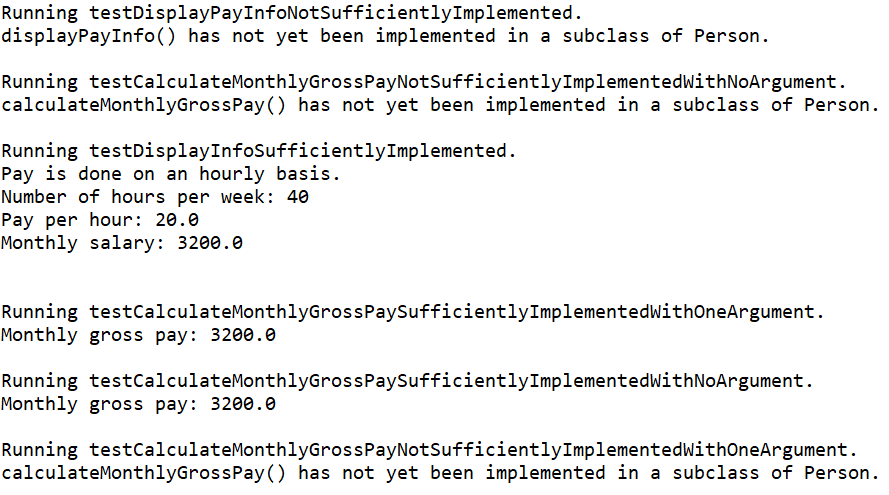 Running testDisplayPayInfoNotSufficientlyImplemented.
displayPayInfo() has not yet been implemented in a subclass of Person.
Running testCalculateMonthlyGrossPayNotSufficientlyImplementedWithNoArgument.
calculateMonthlyGrossPay() has not yet been implemented in a subclass of Person.
Running testDisplayInfoSufficientlyImplemented.
Pay is done on an hourly basis.
Number of hours per week: 40
Pay per hour: 20.0
Monthly salary: 3200.0
Running testCalculateMonthlyGrossPaySufficientlyImplementedWithOneArgument.
Monthly gross pay: 3200.0
Running testCalculateMonthlyGrossPaySufficientlyImplementedWithNoArgument.
Monthly gross pay: 3200.0
Running testCalculateMonthlyGrossPayNotSufficientlyImplementedWithOneArgument.
calculateMonthlyGrossPay() has not yet been implemented in a subclass of Person.